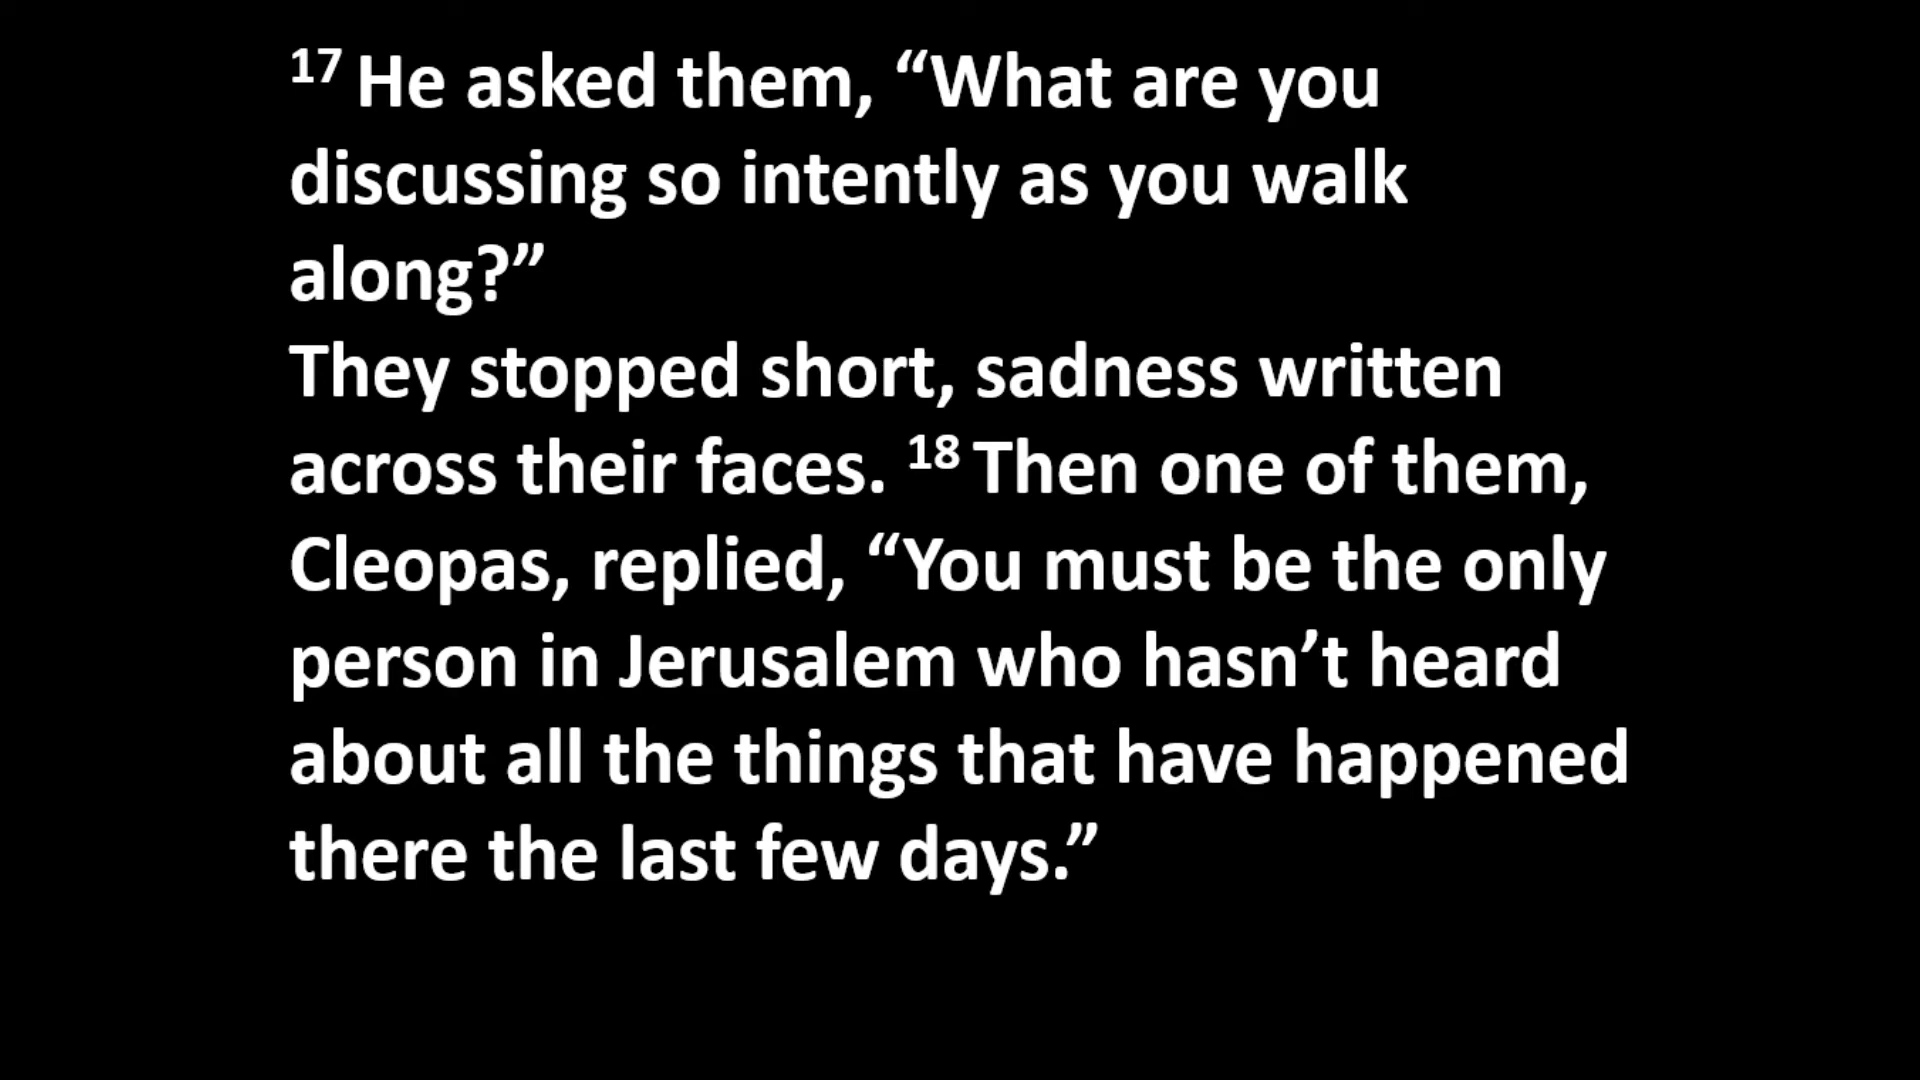 17 He asked them, “What are you
discussing so intently as you walk
along?”
They stopped short, sadness written
across their faces. 18 Then one of them,
Cleopas, replied, “You must be the only
person in Jerusalem who hasn’t heard
about all the things that have happened
there the last few days.”